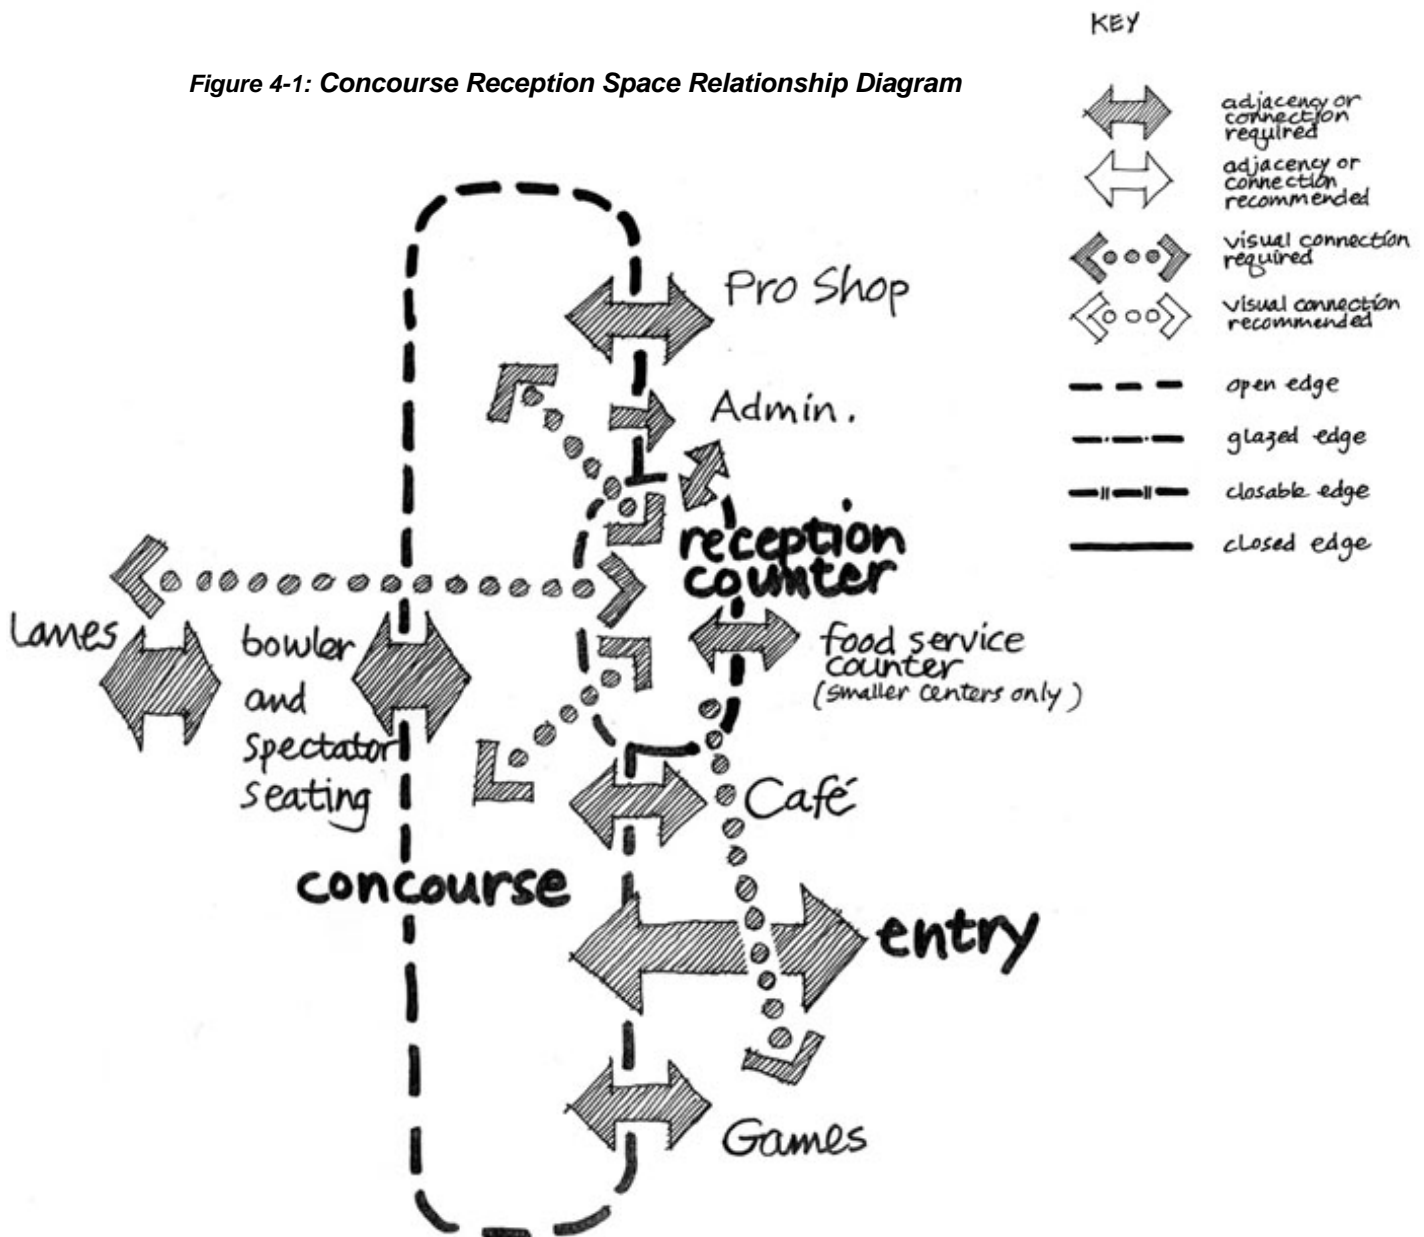 KEY
Figure 4-1: Concourse Reception Space Relationship Diagram
adjacency or
connection
required
adjacency or
connection
recommended
visual connection
required
visual connection
recommended
open edge
glazed edge
closable edge
closed edge
Pro Shop
Admin.
reception
counter
Lanes
bowler
and
spectator
seating
food service
counter
(smaller centers only)
Café
concourse
entry
Games